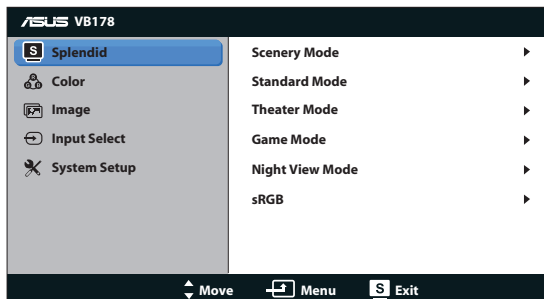 ASUS VB178
S Splendid
Color
Image
Input Select
System Setup
Scenery Mode
Standard Mode
Theater Mode
Game Mode
Night View Mode
sRGB
Move Menu S Exit